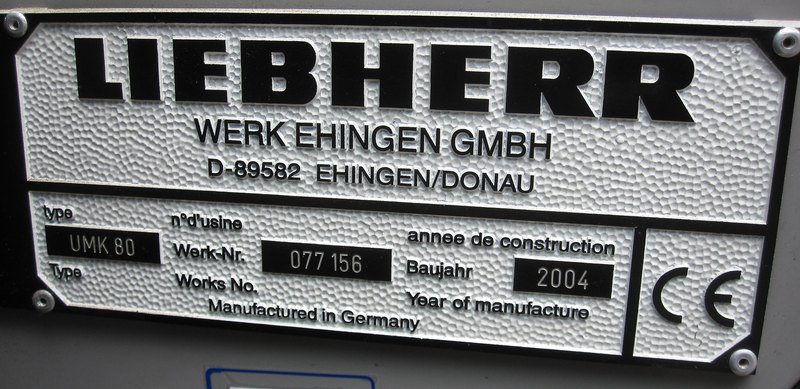 LIEBHERR
WERK EHINGEN GMBH
D-89582 EHINGEN/DONAU
type
UMK 80
Type
n°d'usine
Werk-Nr.
077 156
Works No.
annee de construction
Baujahr
2004
Year of manufacture
Manufactured in Germany
CE